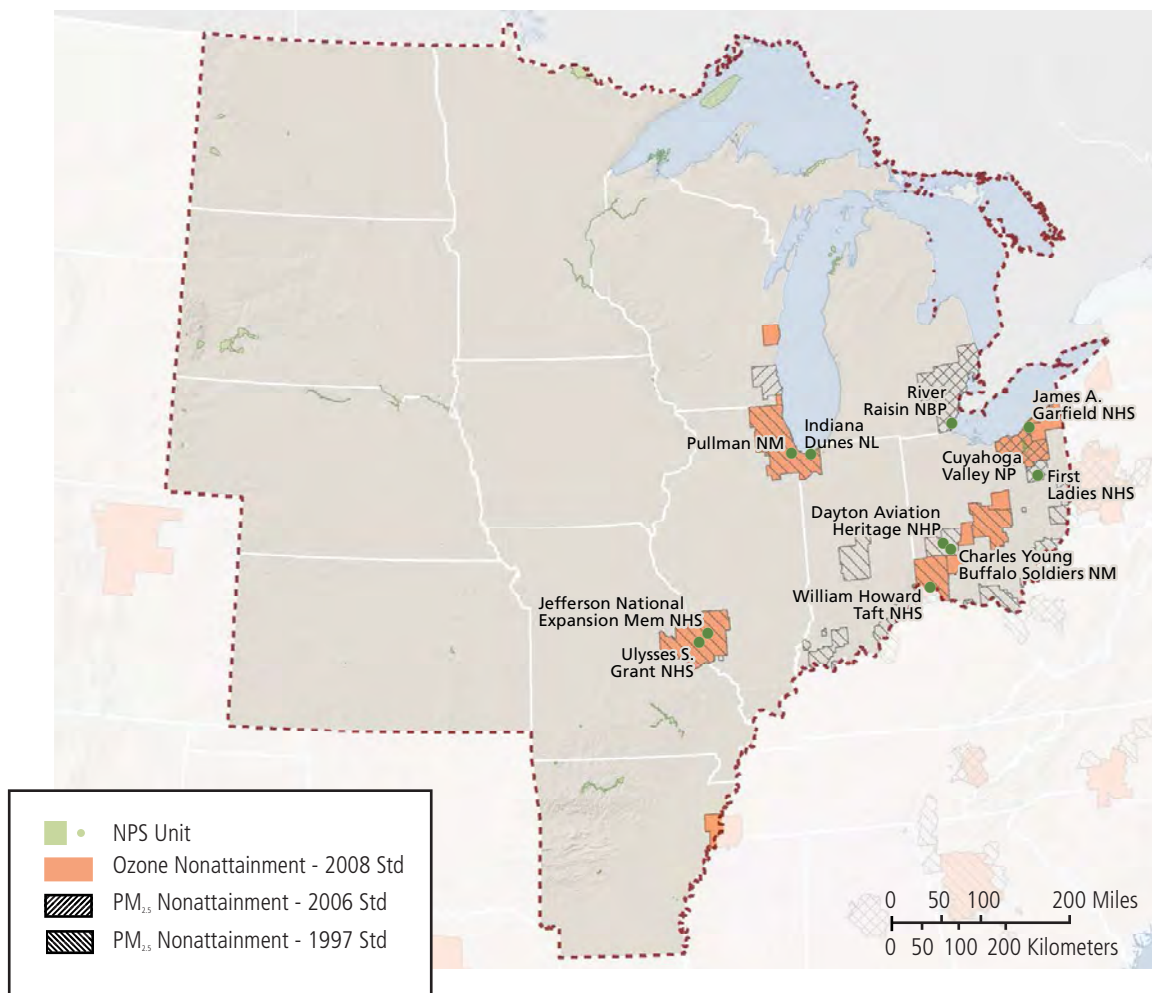 River
Raisin NBP
James A.
Garfield NHS
Pullman NM
Indiana
Dunes NL
Cuyahoga
Valley NP
First
Ladies NHS
Dayton Aviation
Heritage NHP
Charles Young
Buffalo Soldiers NM
William Howard
Taft NHS
Jefferson National
Expansion Mem NHS
Ulysses S.
Grant NHS
NPS Unit
Ozone Nonattainment - 2008 Std
PM2.5 Nonattainment - 2006 Std
PM2.5 Nonattainment - 1997 Std
0 50 100 200 Miles
0 50 100 200 Kilometers